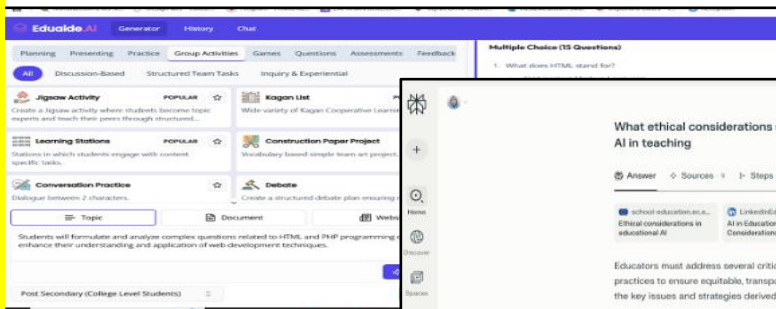 Eduaide.AI Generator History Chat
Planning Presenting Practice Group Activities Games Questions Assessments Feedback
All Discussion-Based Structured Team Tasks Inquiry & Experiential
Jigsaw Activity POPULAR
Create a Jigsaw activity where students become topic
experts and teach their peers through structured...
Kagan List
Wide variety of Kagan Cooperative Learn
Learning Stations POPULAR
Stations in which students engage with content
specific tasks.
Construction Paper Project
Vocabulary based simple team art project,
Conversation Practice
Dialogue between 2 characters.
Debate
Create a structured debate plan ensuring
Topic Document Webs
Students will formulate and analyze complex questions related to HTML and PHP programming
enhance their understanding and application of web development techniques.
Post Secondary (College Level Students)
Multiple Choice (15 Questions)
1. What does HTML stand for?
Home
Discover
Spaces
What ethical considerations
AI in teaching
Answer Sources 9 Steps
school-education.ec.e...
Ethical considerations in
educational AI
LinkedInEd
AI in Education
Considerations
Educators must address several critic
practices to ensure equitable, transp
the key issues and strategies derived